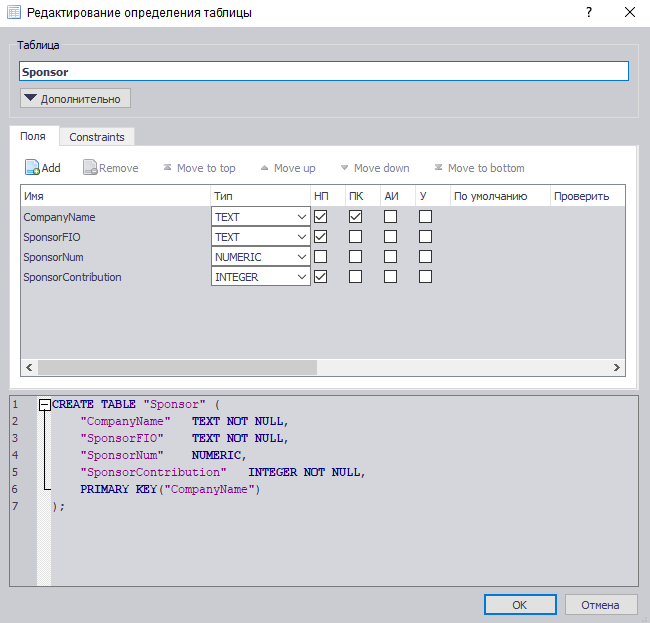 Редактирование определения таблицы ?
Таблица
Sponsor
Дополнительно
Поля Constraints
Add Remove Move to top Move up Move down Move to bottom
Имя Тип НП ПК АИ У По умолчанию Проверить
CompanyName TEXT
SponsorFIO TEXT
SponsorNum NUMERIC
SponsorContribution INTEGER
1 CREATE TABLE "Sponsor" (
2 "CompanyName" TEXT NOT NULL,
3 "SponsorFIO" TEXT NOT NULL,
4 "SponsorNum" NUMERIC,
5 "SponsorContribution" INTEGER NOT NULL,
6 PRIMARY KEY("CompanyName")
7 );
OK Отмена